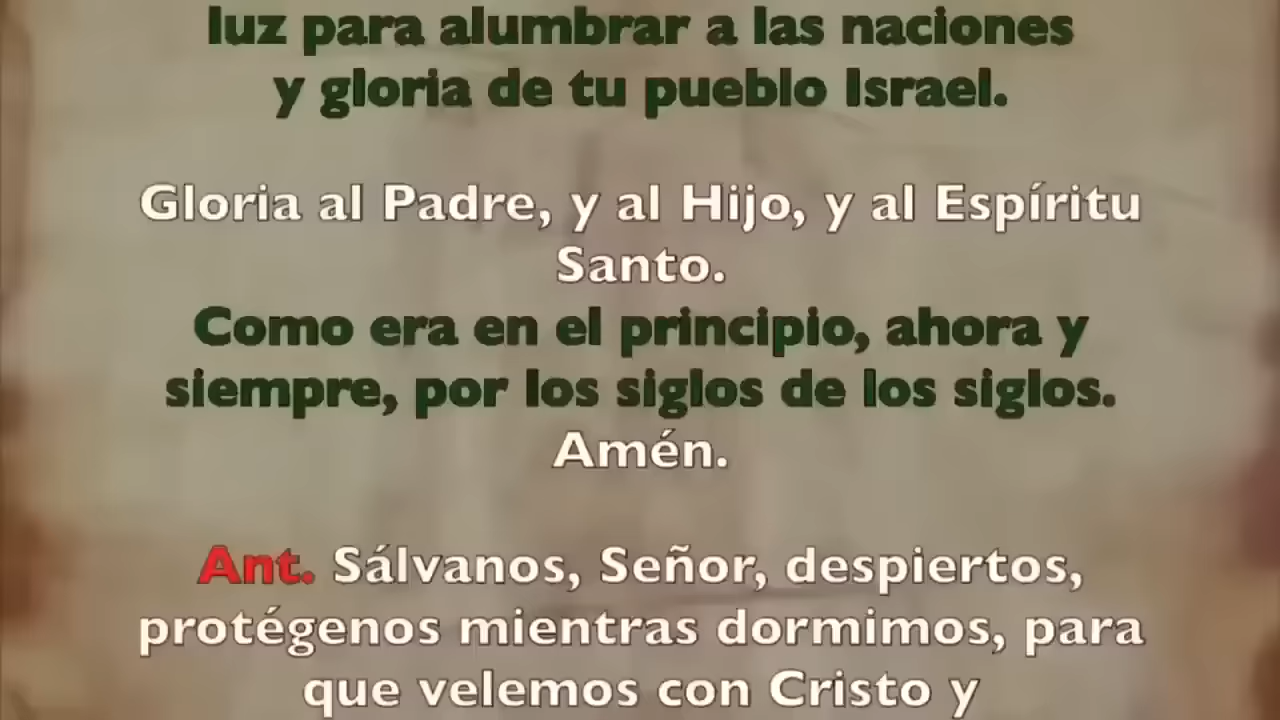 luz para alumbrar a las naciones
y gloria de tu pueblo Israel.
Gloria al Padre, y al Hijo, y al Espíritu
Santo.
Como era en el principio, ahora y
siempre, por los siglos de los siglos.
Amén.
Ant. Sálvanos, Señor, despiertos,
protégenos mientras dormimos, para
que velemos con Cristo y